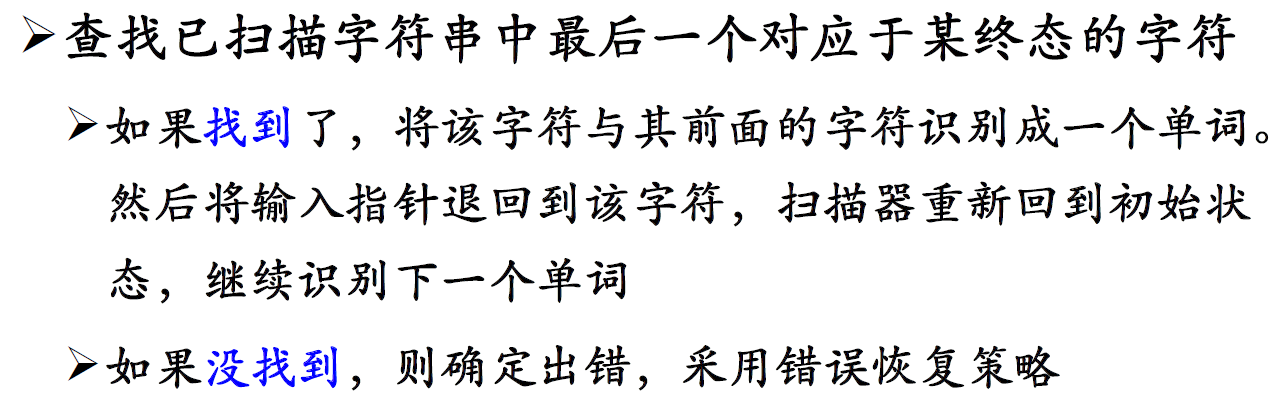 ➢查找已扫描字符串中最后一个对应于某终态的字符
➢如果找到了，将该字符与其前面的字符识别成一个单词。
然后将输入指针退回到该字符，扫描器重新回到初始状
态，继续识别下一个单词
➢如果没找到，则确定出错，采用错误恢复策略